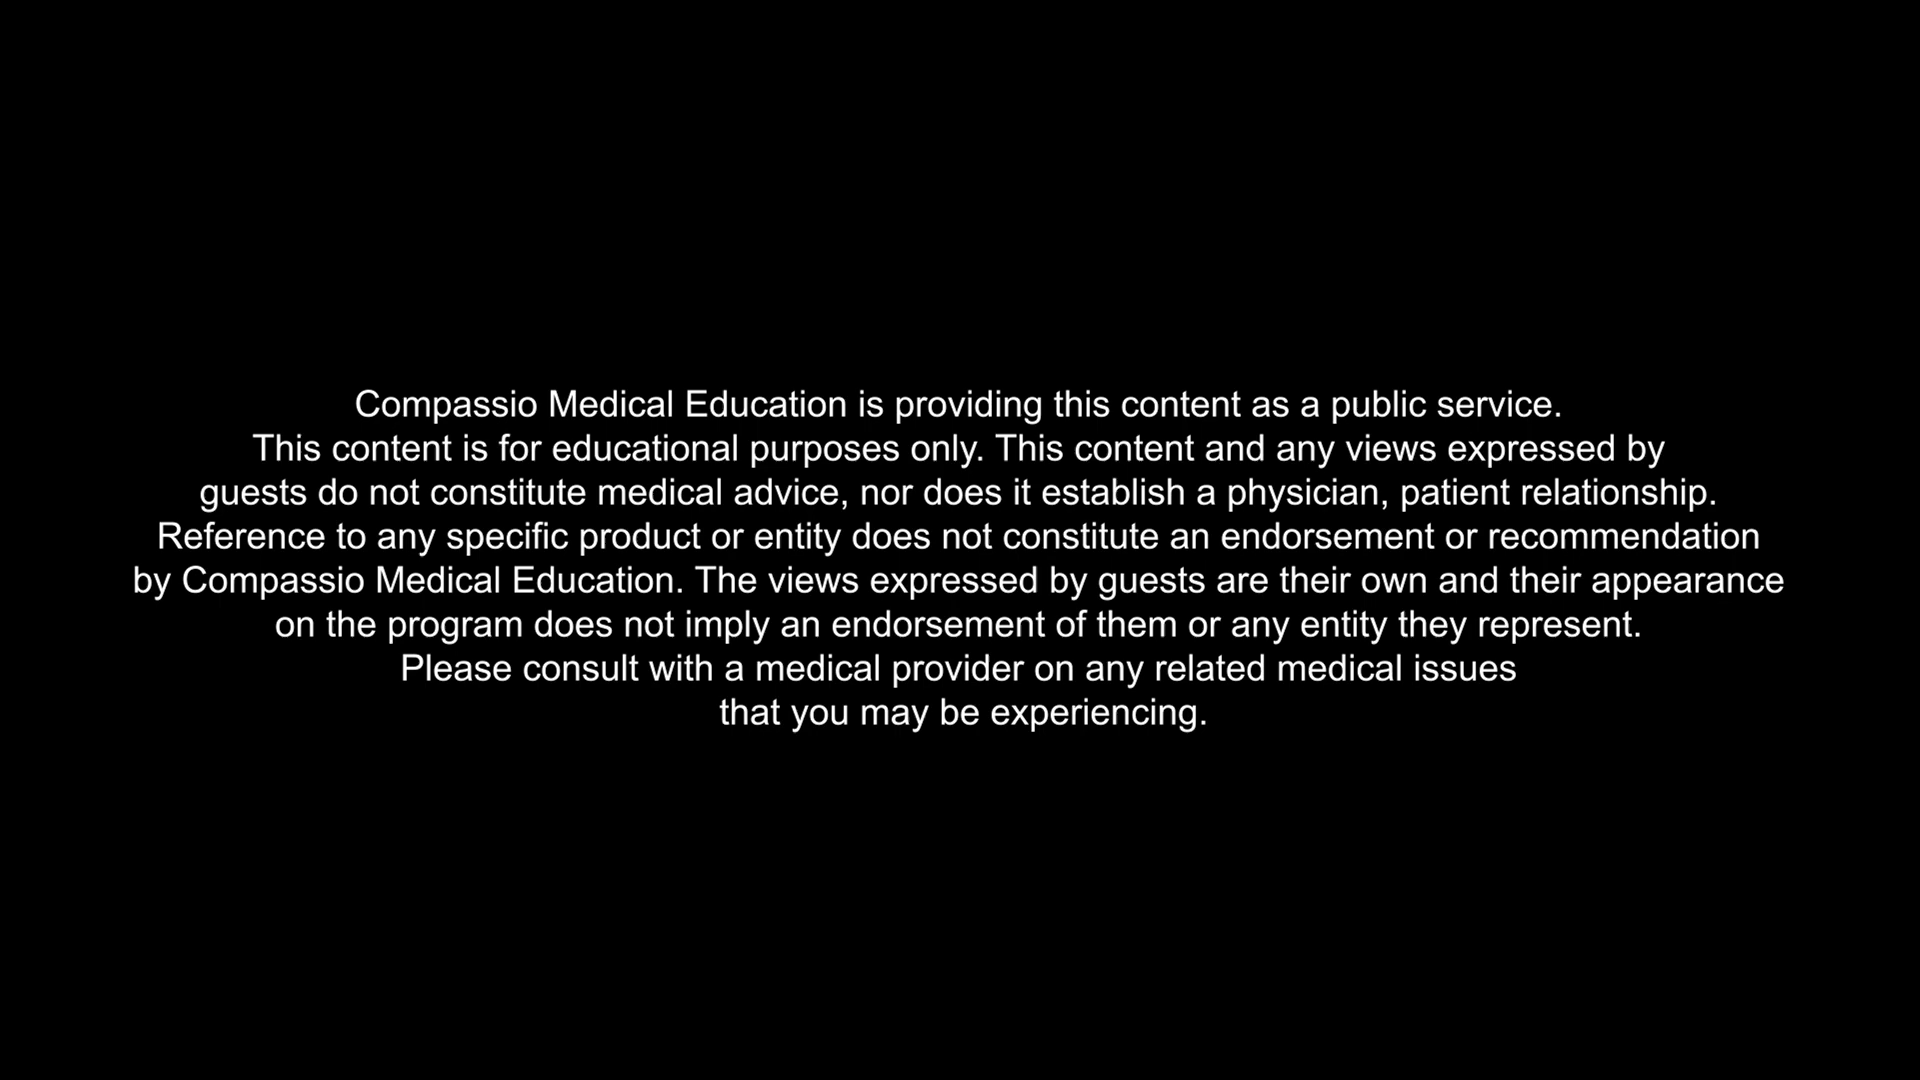 Compassio Medical Education is providing this content as a public service.
This content is for educational purposes only. This content and any views expressed by
guests do not constitute medical advice, nor does it establish a physician, patient relationship.
Reference to any specific product or entity does not constitute an endorsement or recommendation
by Compassio Medical Education. The views expressed by guests are their own and their appearance
on the program does not imply an endorsement of them or any entity they represent.
Please consult with a medical provider on any related medical issues
that you may be experiencing.